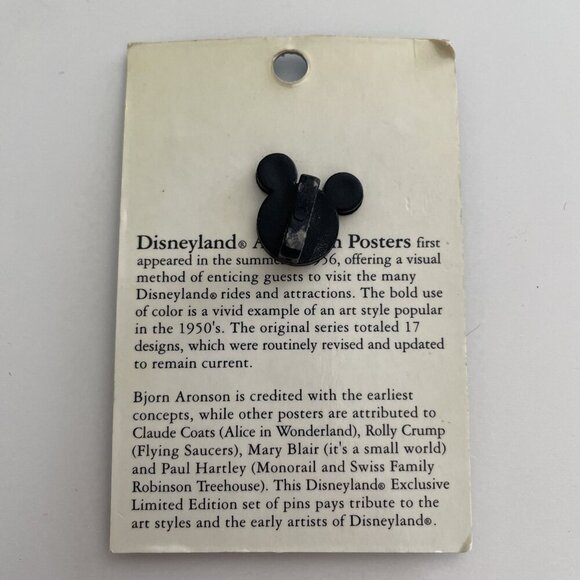 Disneyland® A n Posters first
appeared in the summe 56, offering a visual
method of enticing guests to visit the many
Disneyland® rides and attractions. The bold use
of color is a vivid example of an art style popular
in the 1950's. The original series totaled 17
designs, which were routinely revised and updated
to remain current.
Bjorn Aronson is credited with the earliest
concepts, while other posters are attributed to
Claude Coats (Alice in Wonderland), Rolly Crump
(Flying Saucers), Mary Blair (it's a small world)
and Paul Hartley (Monorail and Swiss Family
Robinson Treehouse). This Disneyland® Exclusive
Limited Edition set of pins pays tribute to the
art styles and the early artists of Disneyland®.